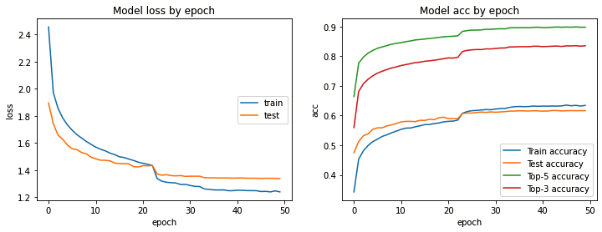 Model loss by epoch
2.4
2.2
2.0
1.8
1.6
1.4
1.2
loss
0 10 20 30 40 50
epoch
train
test
Model acc by epoch
0.9
0.8
0.7
0.6
0.5
0.4
acc
0 10 20 30 40 50
epoch
Train accuracy
Test accuracy
Top-5 accuracy
Top-3 accuracy